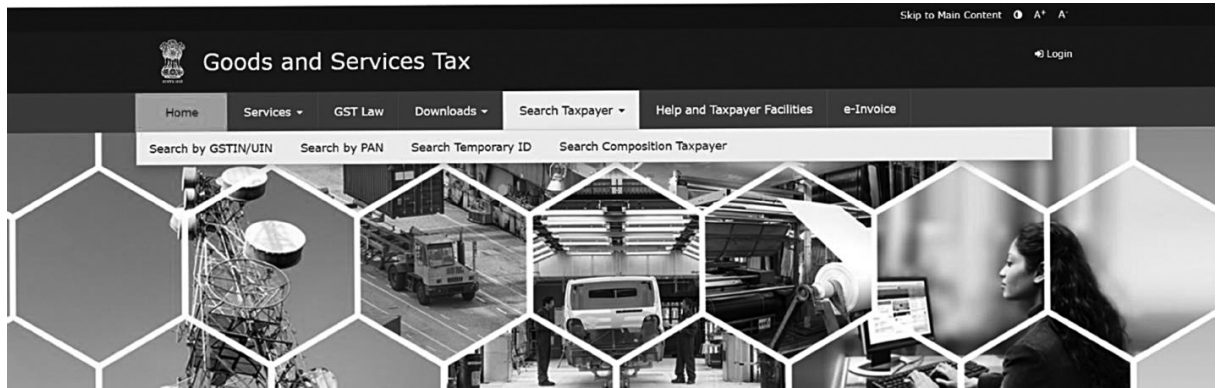 Skip to Main Content A+ A-
Goods and Services Tax
Login
Home Services GST Law Downloads Search Taxpayer Help and Taxpayer Facilities e-Invoice
Search by GSTIN/UIN Search by PAN Search Temporary ID Search Composition Taxpayer